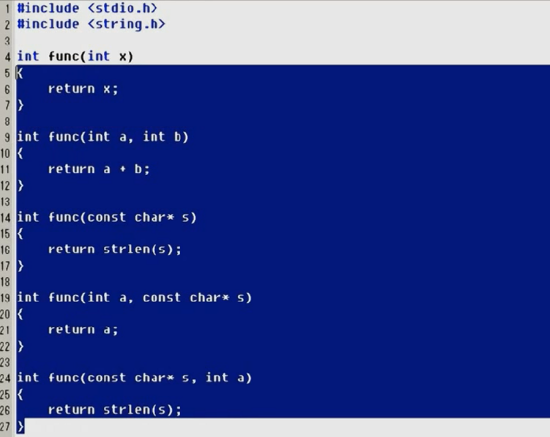 1 #include <stdio.h>
2 #include <string.h>
3
4 int func(int x)
5 {
6 return x;
7 }
8
9 int func(int a, int b)
10 {
11 return a + b;
12 }
13
14 int func(const char* s)
15 {
16 return strlen(s);
17 }
18
19 int func(int a, const char* s)
20 {
21 return a;
22 }
23
24 int func(const char* s, int a)
25 {
26 return strlen(s);
27 }